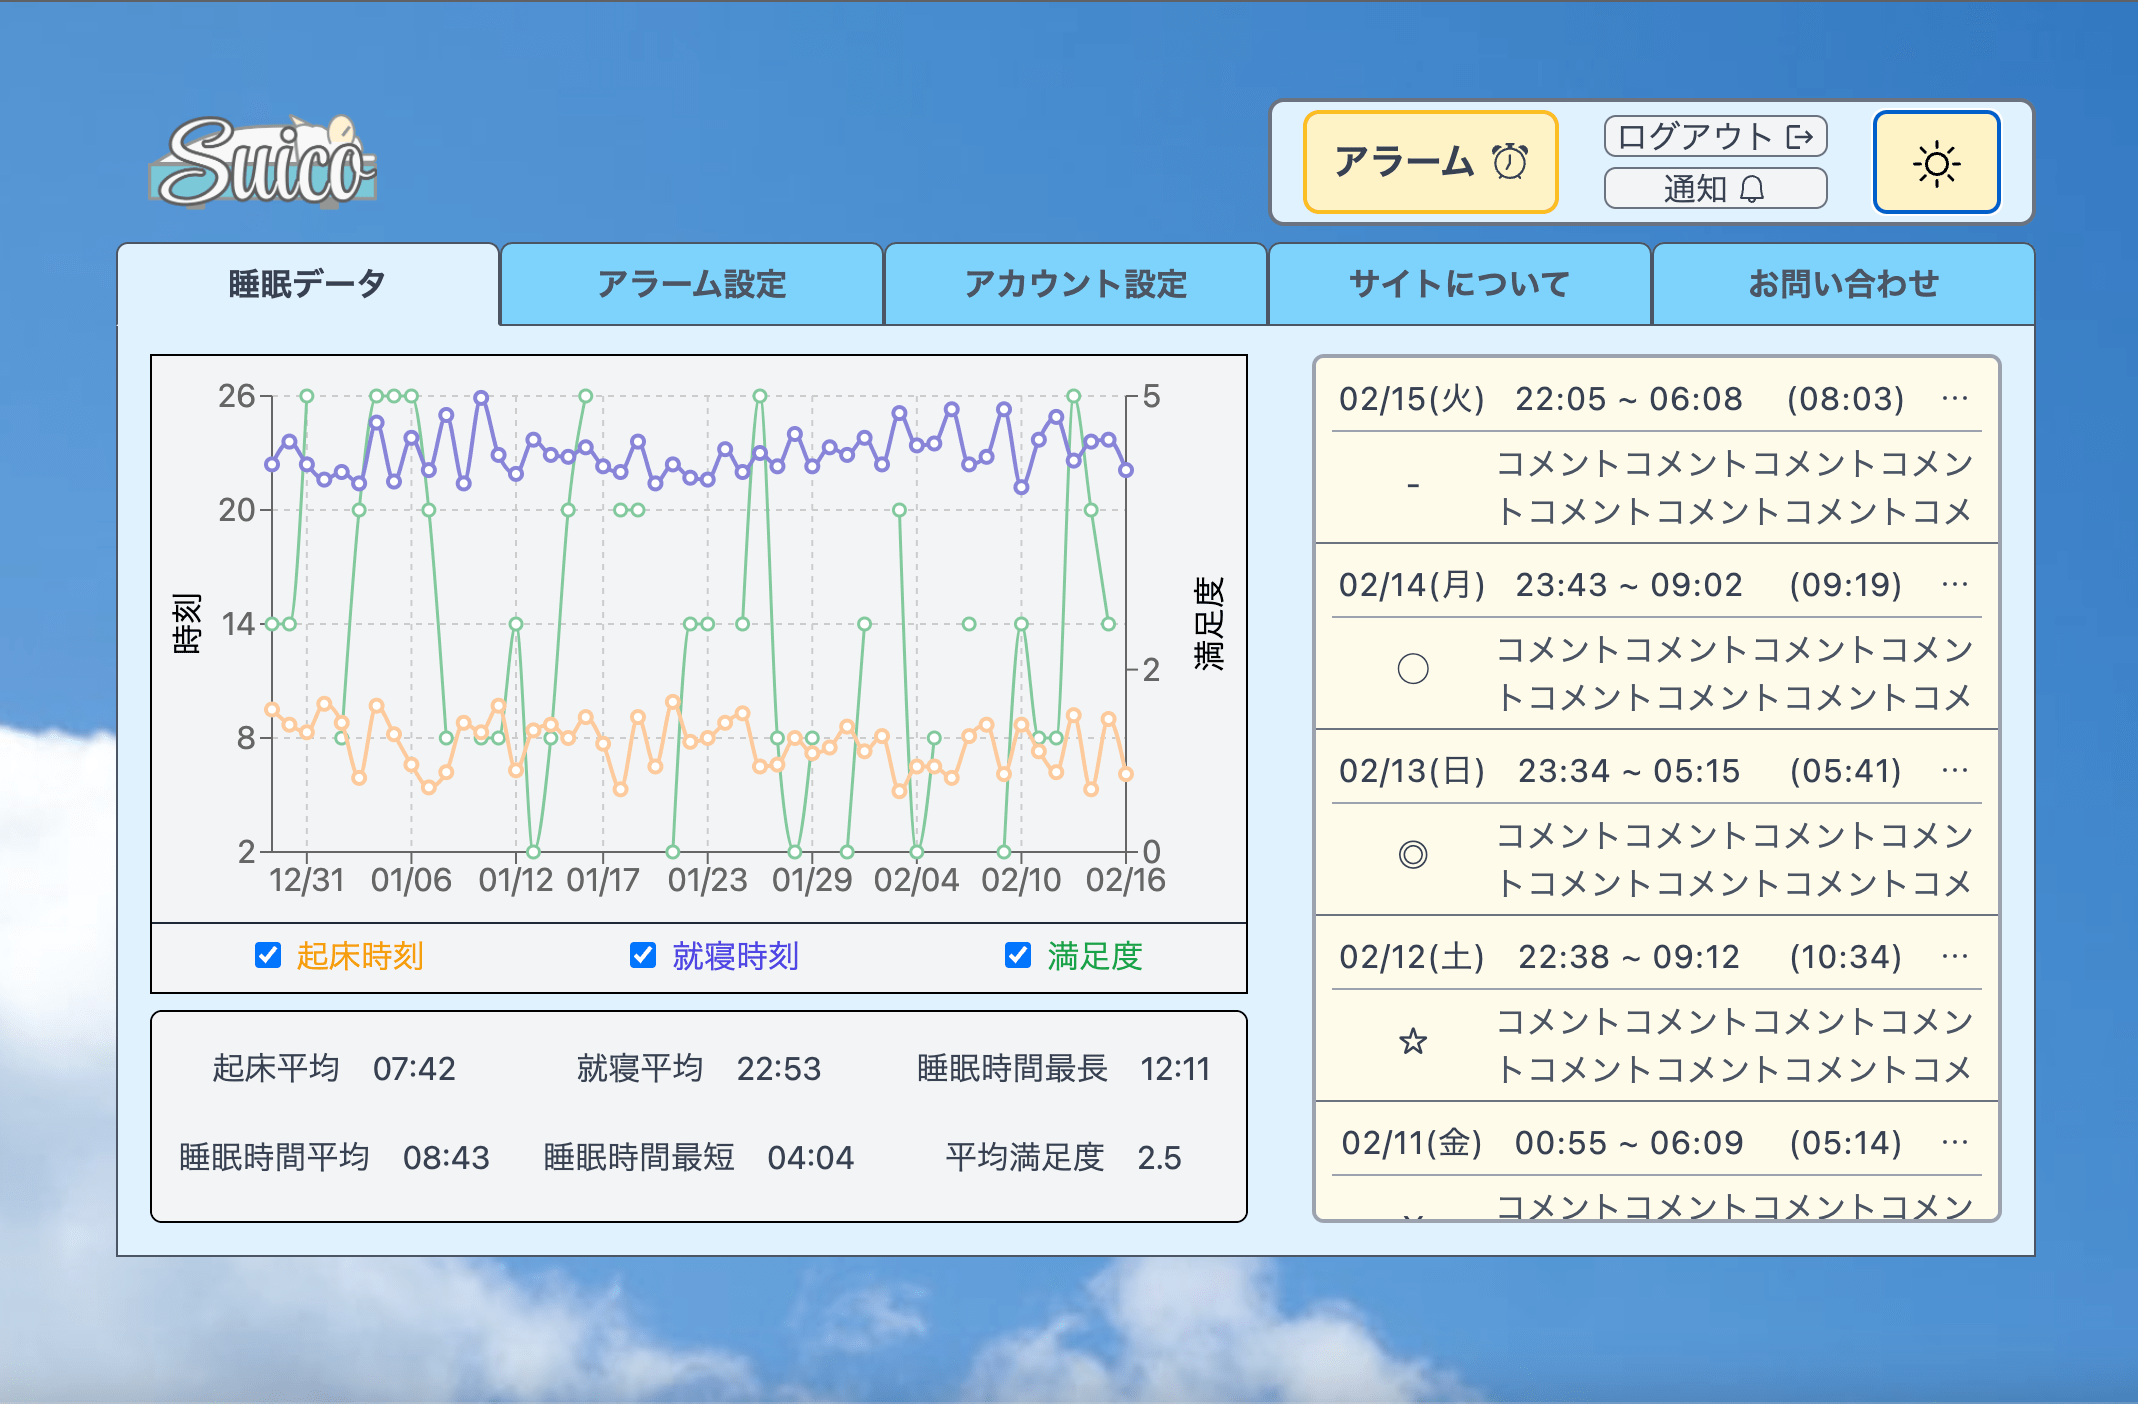 Suico
アラーム
ログアウト
通知
睡眠データ
アラーム設定
アカウント設定
サイトについて
お問い合わせ
26
20
14
8
2
時刻
5
2
0
満足度
12/31 01/06 01/12 01/17 01/23 01/29 02/04 02/10 02/16
起床時刻
就寝時刻
満足度
起床平均 07:42
就寝平均 22:53
睡眠時間最長 12:11
睡眠時間平均 08:43
睡眠時間最短 04:04
平均満足度 2.5
02/15(火) 22:05 ~ 06:08 (08:03) …
-
コメントコメントコメントコメン
トコメントコメントコメントコメ
02/14(月) 23:43 ~ 09:02 (09:19) …
○
コメントコメントコメントコメン
トコメントコメントコメントコメ
02/13(日) 23:34 ~ 05:15 (05:41) …
◎
コメントコメントコメントコメン
トコメントコメントコメントコメ
02/12(土) 22:38 ~ 09:12 (10:34) …
☆
コメントコメントコメントコメン
トコメントコメントコメントコメ
02/11(金) 00:55 ~ 06:09 (05:14) …
コメントコメントコメントコメン